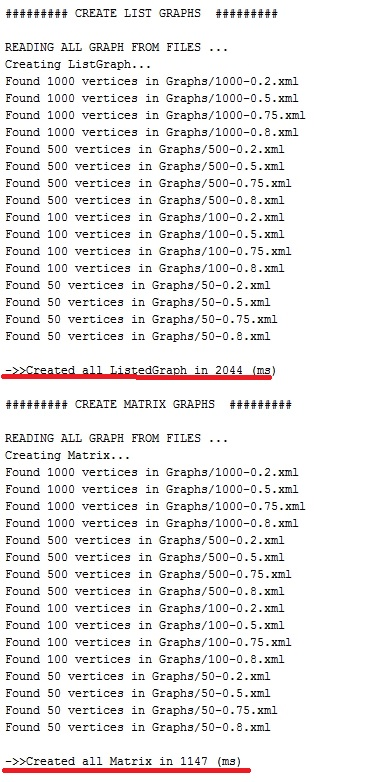 ######### CREATE LIST GRAPHS  #########
READING ALL GRAPH FROM FILES ...
Creating ListGraph...
Found 1000 vertices in Graphs/1000-0.2.xml
Found 1000 vertices in Graphs/1000-0.5.xml
Found 1000 vertices in Graphs/1000-0.75.xml
Found 1000 vertices in Graphs/1000-0.8.xml
Found 500 vertices in Graphs/500-0.2.xml
Found 500 vertices in Graphs/500-0.5.xml
Found 500 vertices in Graphs/500-0.75.xml
Found 500 vertices in Graphs/500-0.8.xml
Found 100 vertices in Graphs/100-0.2.xml
Found 100 vertices in Graphs/100-0.5.xml
Found 100 vertices in Graphs/100-0.75.xml
Found 100 vertices in Graphs/100-0.8.xml
Found 50 vertices in Graphs/50-0.2.xml
Found 50 vertices in Graphs/50-0.5.xml
Found 50 vertices in Graphs/50-0.75.xml
Found 50 vertices in Graphs/50-0.8.xml
->>Created all ListedGraph in 2044 (ms)
######### CREATE MATRIX GRAPHS  #########
READING ALL GRAPH FROM FILES ...
Creating Matrix...
Found 1000 vertices in Graphs/1000-0.2.xml
Found 1000 vertices in Graphs/1000-0.5.xml
Found 1000 vertices in Graphs/1000-0.75.xml
Found 1000 vertices in Graphs/1000-0.8.xml
Found 500 vertices in Graphs/500-0.2.xml
Found 500 vertices in Graphs/500-0.5.xml
Found 500 vertices in Graphs/500-0.75.xml
Found 500 vertices in Graphs/500-0.8.xml
Found 100 vertices in Graphs/100-0.2.xml
Found 100 vertices in Graphs/100-0.5.xml
Found 100 vertices in Graphs/100-0.75.xml
Found 100 vertices in Graphs/100-0.8.xml
Found 50 vertices in Graphs/50-0.2.xml
Found 50 vertices in Graphs/50-0.5.xml
Found 50 vertices in Graphs/50-0.75.xml
Found 50 vertices in Graphs/50-0.8.xml
->>Created all Matrix in 1147 (ms)